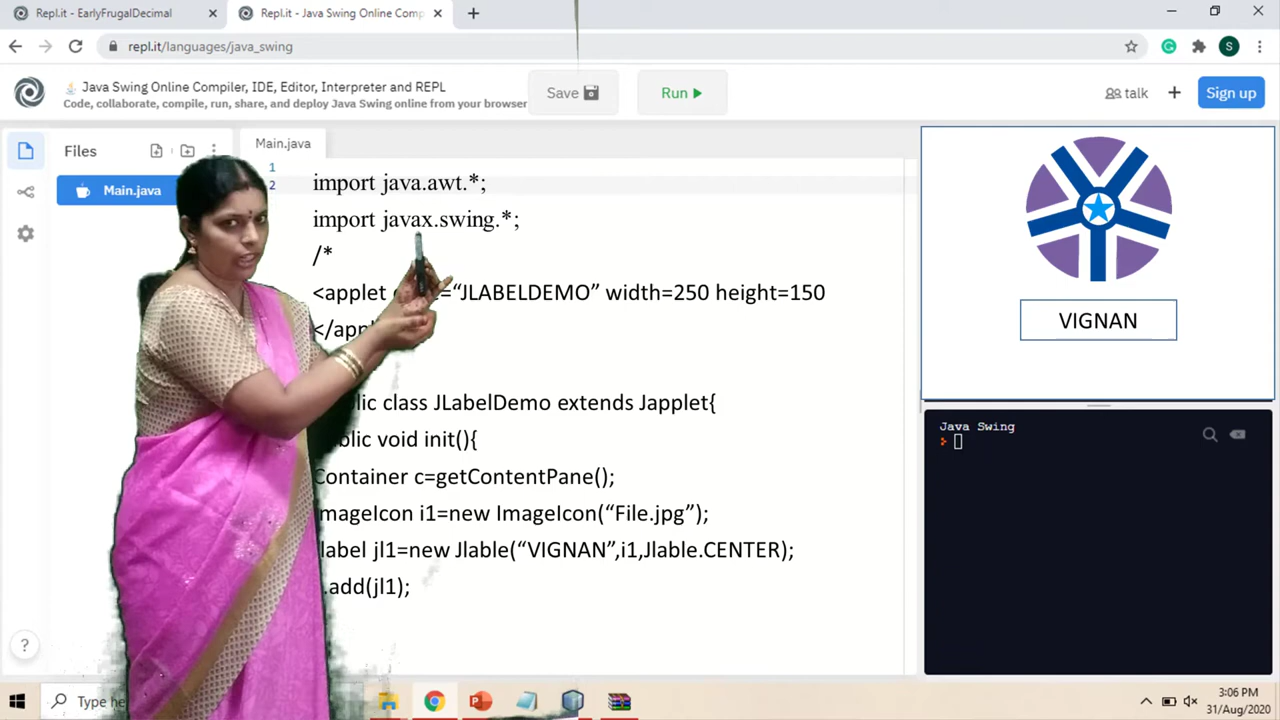 Repl.it - EarlyFrugalDecimal
Repl.it - Java Swing Online Comp
repl.it/languages/java_swing
S
Java Swing Online Compiler, IDE, Editor, Interpreter and REPL
Code, collaborate, compile, run, share, and deploy Java Swing online from your browser
Save
Run
talk
Sign up
Files
Main.java
Main.java
1
2
import java.awt.*;
import javax.swing.*;
/*
<applet =“JLABELDEMO” width=250 height=150
class JLabelDemo extends Japplet{
void init(){
Container c=getContentPane();
i1=new ImageIcon(“File.jpg”);
jl1=new Jlable(“VIGNAN”,i1,Jlable.CENTER);
.add(jl1);
VIGNAN
Java Swing
?
Type
3:06 PM
31/Aug/2020